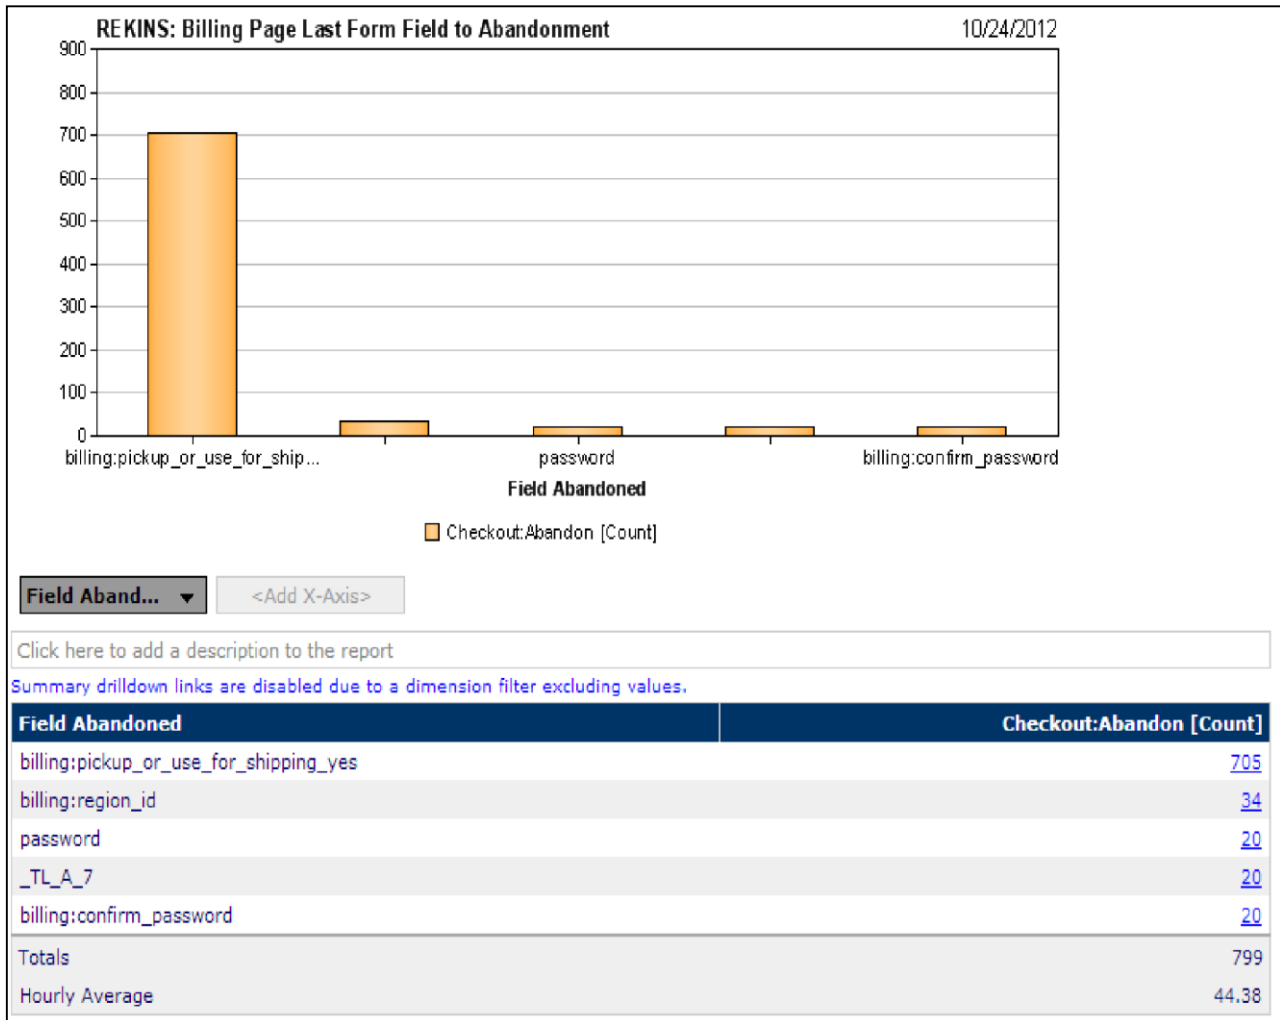 REKINS: Billing Page Last Form Field to Abandonment 10/24/2012
900
800
700
600
500
400
300
200
100
0
billing:pickup_or_use_for_ship... password billing:confirm_password
Field Abandoned
Checkout:Abandon [Count]
Field Aband... <Add X-Axis>
Click here to add a description to the report
Summary drilldown links are disabled due to a dimension filter excluding values.
Field Abandoned Checkout:Abandon [Count]
billing:pickup_or_use_for_shipping_yes 705
billing:region_id 34
password 20
_TL_A_7 20
billing:confirm_password 20
Totals 799
Hourly Average 44.38